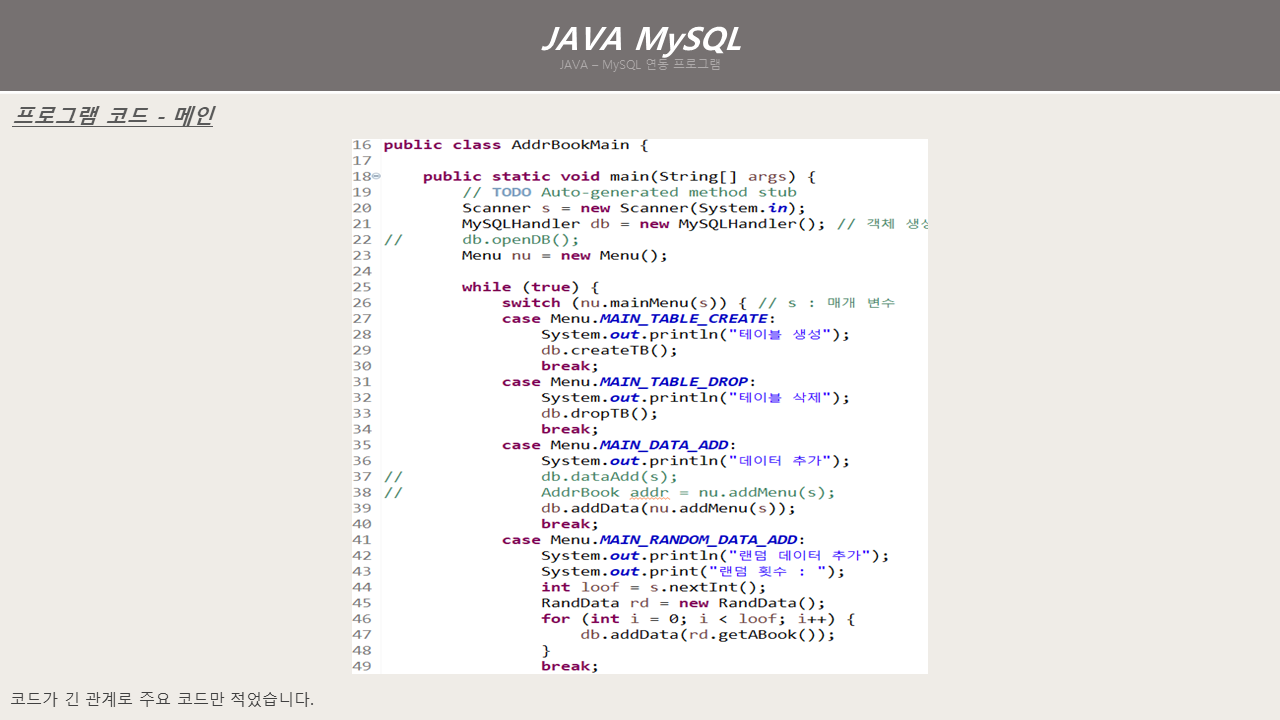 JAVA MySQL
JAVA – MySQL 연동 프로그램
프로그램 코드 - 메인
16 public class AddrBookMain {
17
18 public static void main(String[] args) {
19 // TODO Auto-generated method stub
20 Scanner s = new Scanner(System.in);
21 MySQLHandler db = new MySQLHandler(); // 객체 생성
22 // db.openDB();
23 Menu nu = new Menu();
24
25 while (true) {
26 switch (nu.mainMenu(s)) { // s : 매개 변수
27 case Menu.MAIN_TABLE_CREATE:
28 System.out.println("테이블 생성");
29 db.createTB();
30 break;
31 case Menu.MAIN_TABLE_DROP:
32 System.out.println("테이블 삭제");
33 db.dropTB();
34 break;
35 case Menu.MAIN_DATA_ADD:
36 System.out.println("데이터 추가");
37 // db.dataAdd(s);
38 // AddrBook addr = nu.addMenu(s);
39 db.addData(nu.addMenu(s));
40 break;
41 case Menu.MAIN_RANDOM_DATA_ADD:
42 System.out.println("랜덤 데이터 추가");
43 System.out.print("랜덤 횟수 : ");
44 int loof = s.nextInt();
45 RandData rd = new RandData();
46 for (int i = 0; i < loof; i++) {
47 db.addData(rd.getABook());
48 }
49 break;
코드가 긴 관계로 주요 코드만 적었습니다.